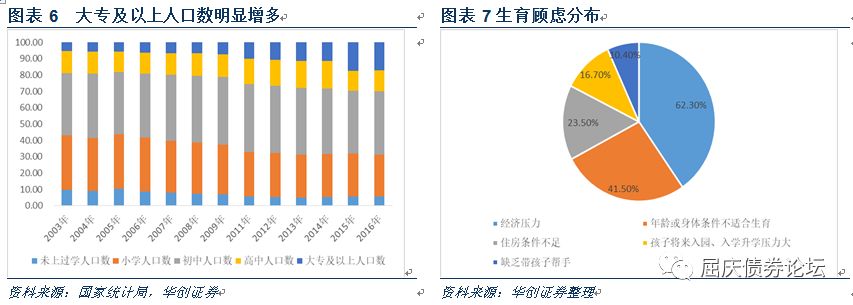 图表 6 大专及以上人口数明显增多
100.00
90.00
80.00
70.00
60.00
50.00
40.00
30.00
20.00
10.00
0.00
2003年
2004年
2005年
2006年
2007年
2008年
2009年
2011年
2012年
2013年
2014年
2015年
2016年
未上过学人口数 小学人口数 初中人口数 高中人口数 大专及以上人口数
资料来源：国家统计局，华创证券
图表 7 生育顾虑分布
10.40%
16.70%
62.30%
23.50%
41.50%
经济压力 年龄或身体条件不适合生育
住房条件不足 孩子将来入园、入学升学压力大
缺乏带孩子帮手
屈庆债券论坛
资料来源：华创证券整理